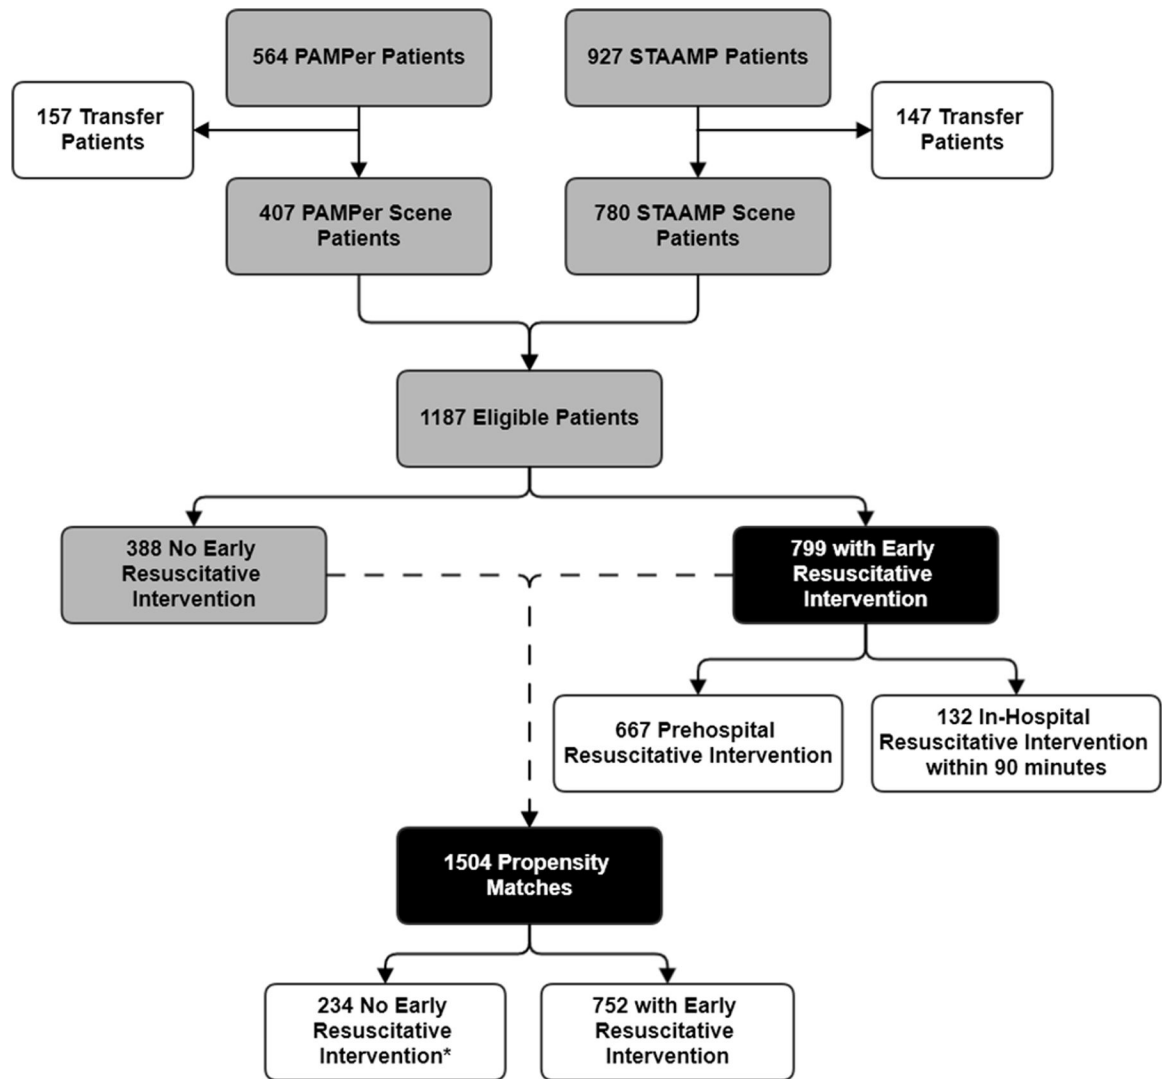 564 PAMPer Patients
927 STAAMP Patients
157 Transfer
Patients
147 Transfer
Patients
407 PAMPer Scene
Patients
780 STAAMP Scene
Patients
1187 Eligible Patients
388 No Early
Resuscitative
Intervention
799 with Early
Resuscitative
Intervention
667 Prehospital
Resuscitative Intervention
132 In-Hospital
Resuscitative Intervention
within 90 minutes
1504 Propensity
Matches
234 No Early
Resuscitative
Intervention*
752 with Early
Resuscitative
Intervention